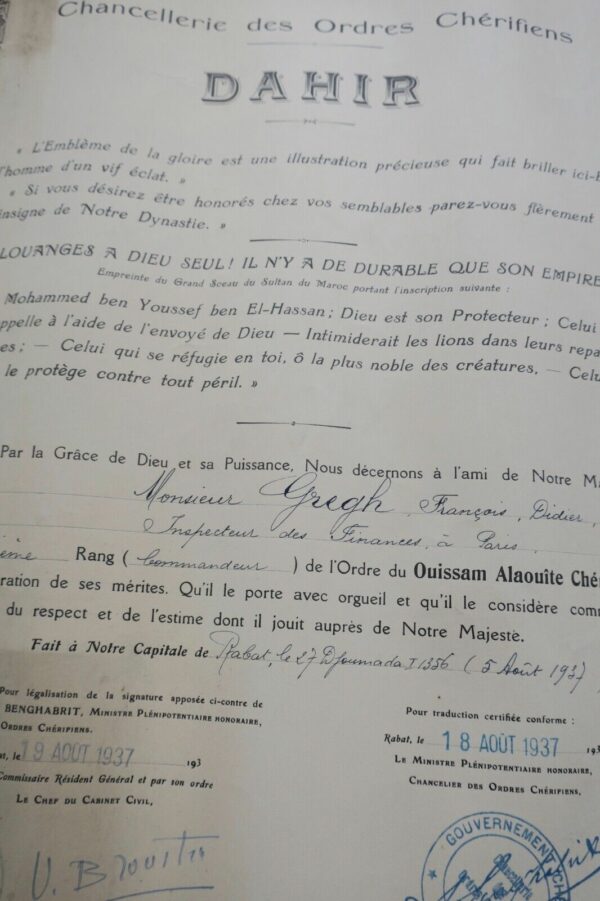 Chancellerie des Ordres Chérifiens
DAHIR
« L'Emblème de la gloire est une illustration précieuse qui fait briller ici-b
l'homme d'un vif éclat. »
« Si vous désirez être honorés chez vos semblables parez-vous fièrement
insigne de Notre Dynastie. »
LOUANGES A DIEU SEUL! IL N'Y A DE DURABLE QUE SON EMPIRE
Empreinte du Grand Sceau du Sultan du Maroc portant l'inscription suivante :
Mohammed ben Youssef ben El-Hassan; Dieu est son Protecteur; Celui
ppelle à l'aide de l'envoyé de Dieu — Intimiderait les lions dans leurs repa
es; — Celui qui se réfugie en toi, ô la plus noble des créatures, — Celu
le protège contre tout péril. »
Par la Grâce de Dieu et sa Puissance, Nous décernons à l'ami de Notre Ma
Monsieur Gregh, François, Didier,
Inspecteur des Finances, à Paris
ème Rang (Commandeur) de l'Ordre du Ouissam Alaouîte Ché
ration de ses mérites. Qu'il le porte avec orgueil et qu'il le considère comm
du respect et de l'estime dont il jouit auprès de Notre Majesté.
Fait à Notre Capitale de Rabat, le 27 Djoumada I 1356 (5 Août 1937)
Pour légalisation de la signature apposée ci-contre de
BENGHABRIT, MINISTRE PLÉNIPOTENTIAIRE HONORAIRE,
ORDRES CHÉRIFIENS.
at, le 19 AOUT 1937 193
Commissaire Résident Général et par son ordre
LE CHEF DU CABINET CIVIL,
Pour traduction certifiée conforme :
Rabat, le 18 AOUT 1937 193
LE MINISTRE PLÉNIPOTENTIAIRE HONORAIRE,
CHANCELIER DES ORDRES CHÉRIFIENS,
GOUVERNEMENT CH